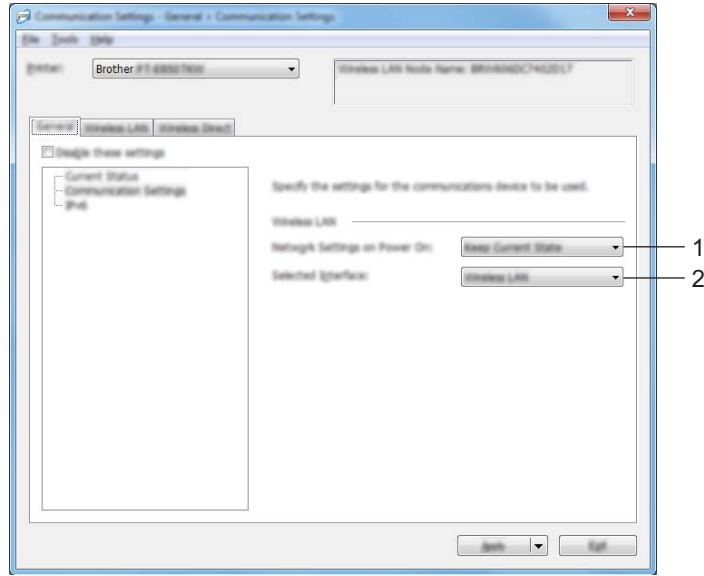 Communication Settings - General > Communication Settings
File Tools Help
Printer: Brother PT-E850TKW Wireless LAN Node Name:
General Wireless LAN Wireless Direct
Disable these settings
Current Status
Communication Settings
IPv6
Specify the settings for the communications device to be used.
Wireless LAN
Network Settings on Power On: Keep Current State 1
Selected Interface: Wireless LAN 2
Apply Exit